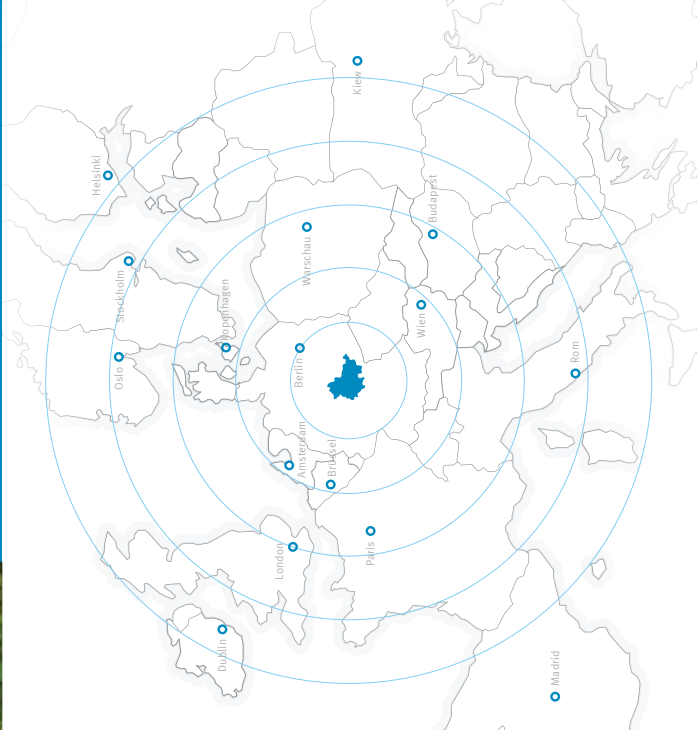 Kiew
Helsinki
Budapest
Warschau
Stockholm
Kopenhagen
Wien
Oslo
Berlin
Rom
Amsterdam
Brüssel
London
Paris
Dublin
Madrid